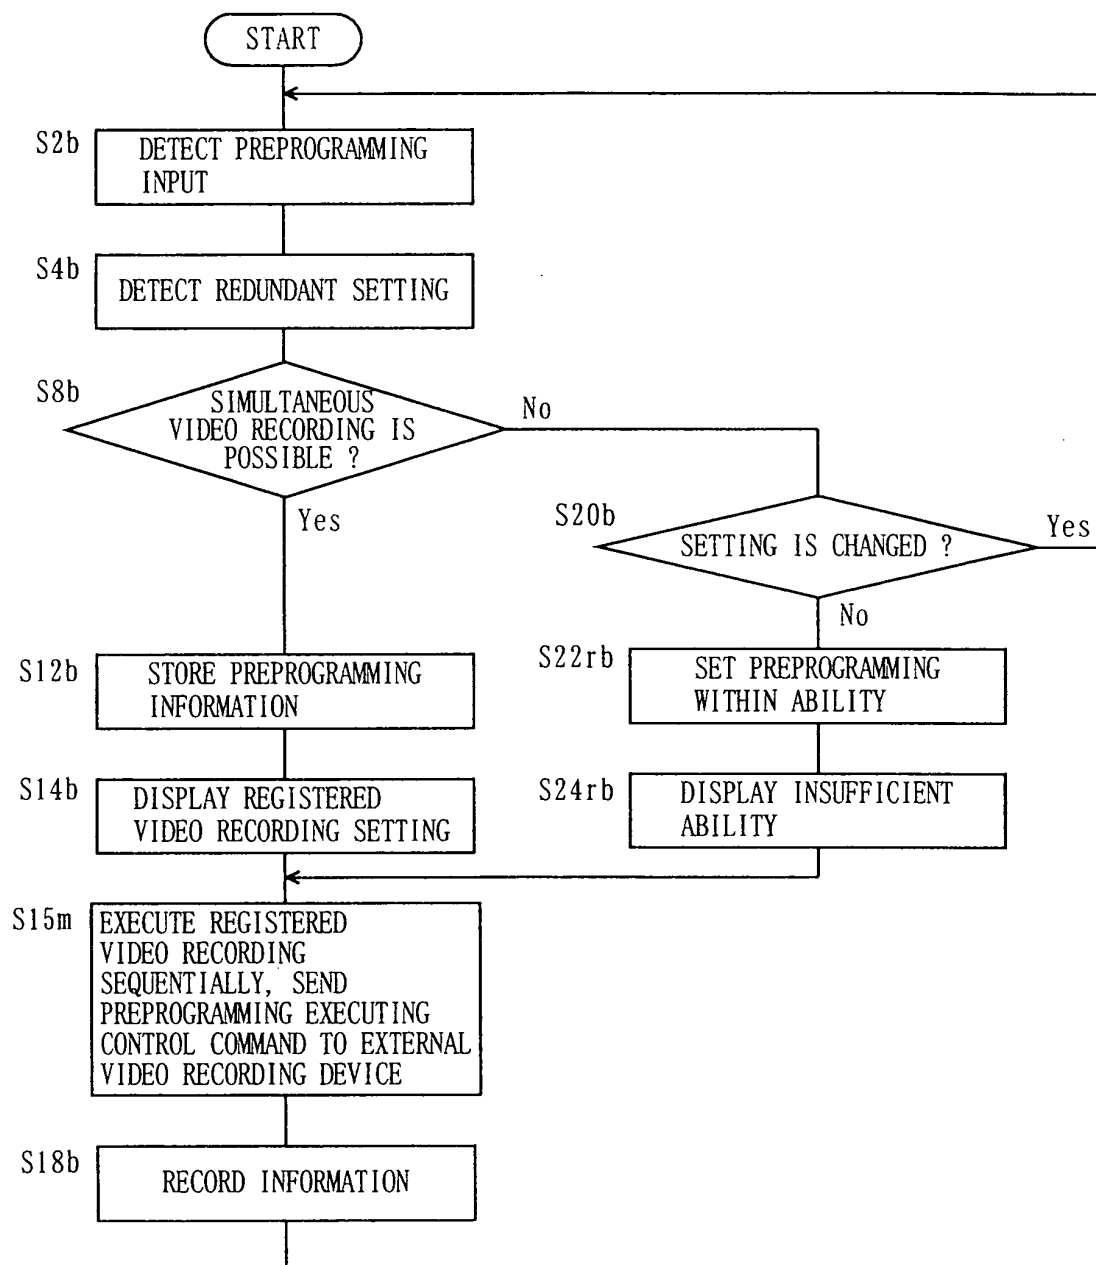 START
S2b
DETECT PREPROGRAMMING
INPUT
S4b
DETECT REDUNDANT SETTING
S8b
SIMULTANEOUS
VIDEO RECORDING IS
POSSIBLE ?
No
Yes
S20b
SETTING IS CHANGED ?
Yes
No
S12b
STORE PREPROGRAMMING
INFORMATION
S22rb
SET PREPROGRAMMING
WITHIN ABILITY
S14b
DISPLAY REGISTERED
VIDEO RECORDING SETTING
S24rb
DISPLAY INSUFFICIENT
ABILITY
S15m
EXECUTE REGISTERED
VIDEO RECORDING
SEQUENTIALLY, SEND
PREPROGRAMMING EXECUTING
CONTROL COMMAND TO EXTERNAL
VIDEO RECORDING DEVICE
S18b
RECORD INFORMATION